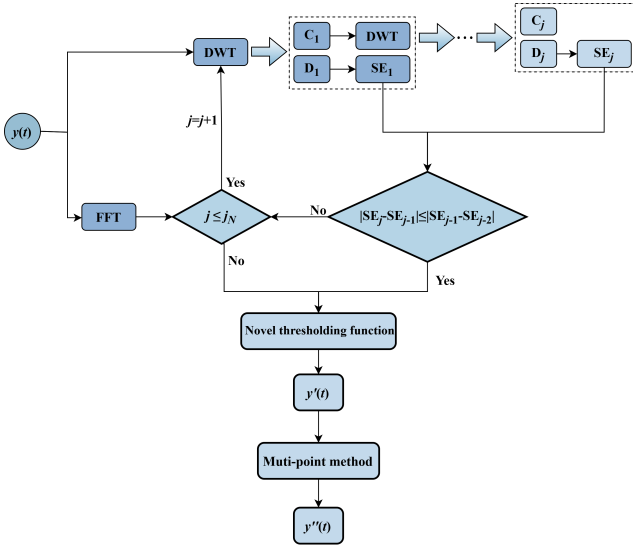 DWT
C1
DWT
D1
SE1
...
Cj
Dj
SEj
y(t)
j=j+1
Yes
FFT
j ≤ jN
No
|SEj-SEj-1|≤|SEj-1-SEj-2|
No
Yes
Novel thresholding function
y'(t)
Muti-point method
y''(t)